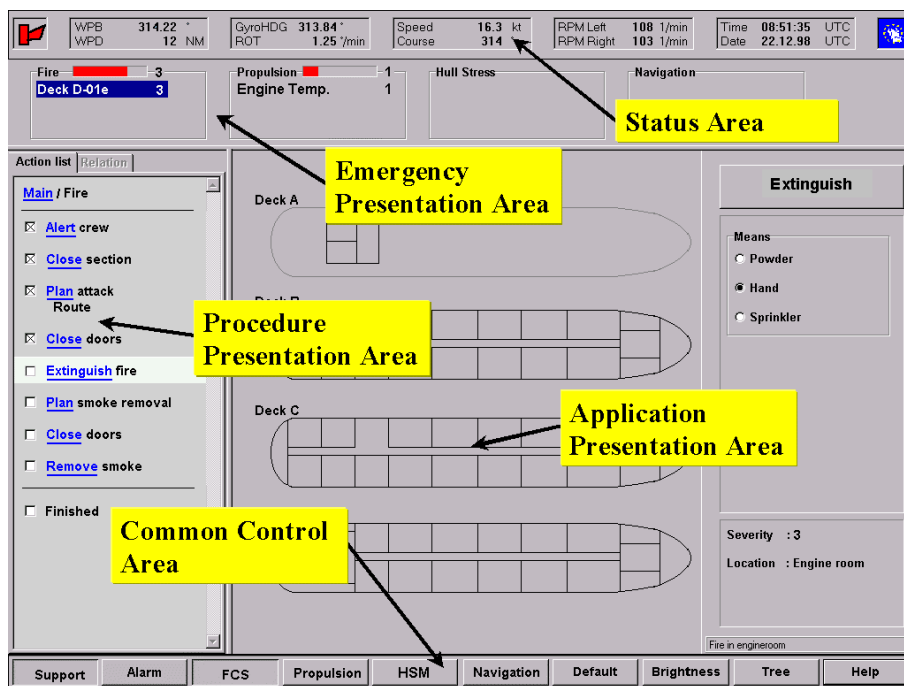 WPB 314.22 °
WPD 12 NM
GyroHDG 313.84 °
ROT 1.25 °/min
Speed 16.3 kt
Course 314 °
RPM Left 108 1/min
RPM Right 103 1/min
Time 08:51:35 UTC
Date 22.12.98 UTC
Fire 3
Deck D-01e 3
Propulsion 1
Engine Temp. 1
Hull Stress
Navigation
Status Area
Emergency
Presentation Area
Action list Relation
Main / Fire
Alert crew
Close section
Plan attack
Route
Close doors
Extinguish fire
Plan smoke removal
Close doors
Remove smoke
Finished
Procedure
Presentation Area
Deck A
Deck C
Application
Presentation Area
Common Control
Area
Extinguish
Means
Powder
Hand
Sprinkler
Severity : 3
Location : Engine room
Fire in engineroom
Support Alarm FCS Propulsion HSM Navigation Default Brightness Tree Help